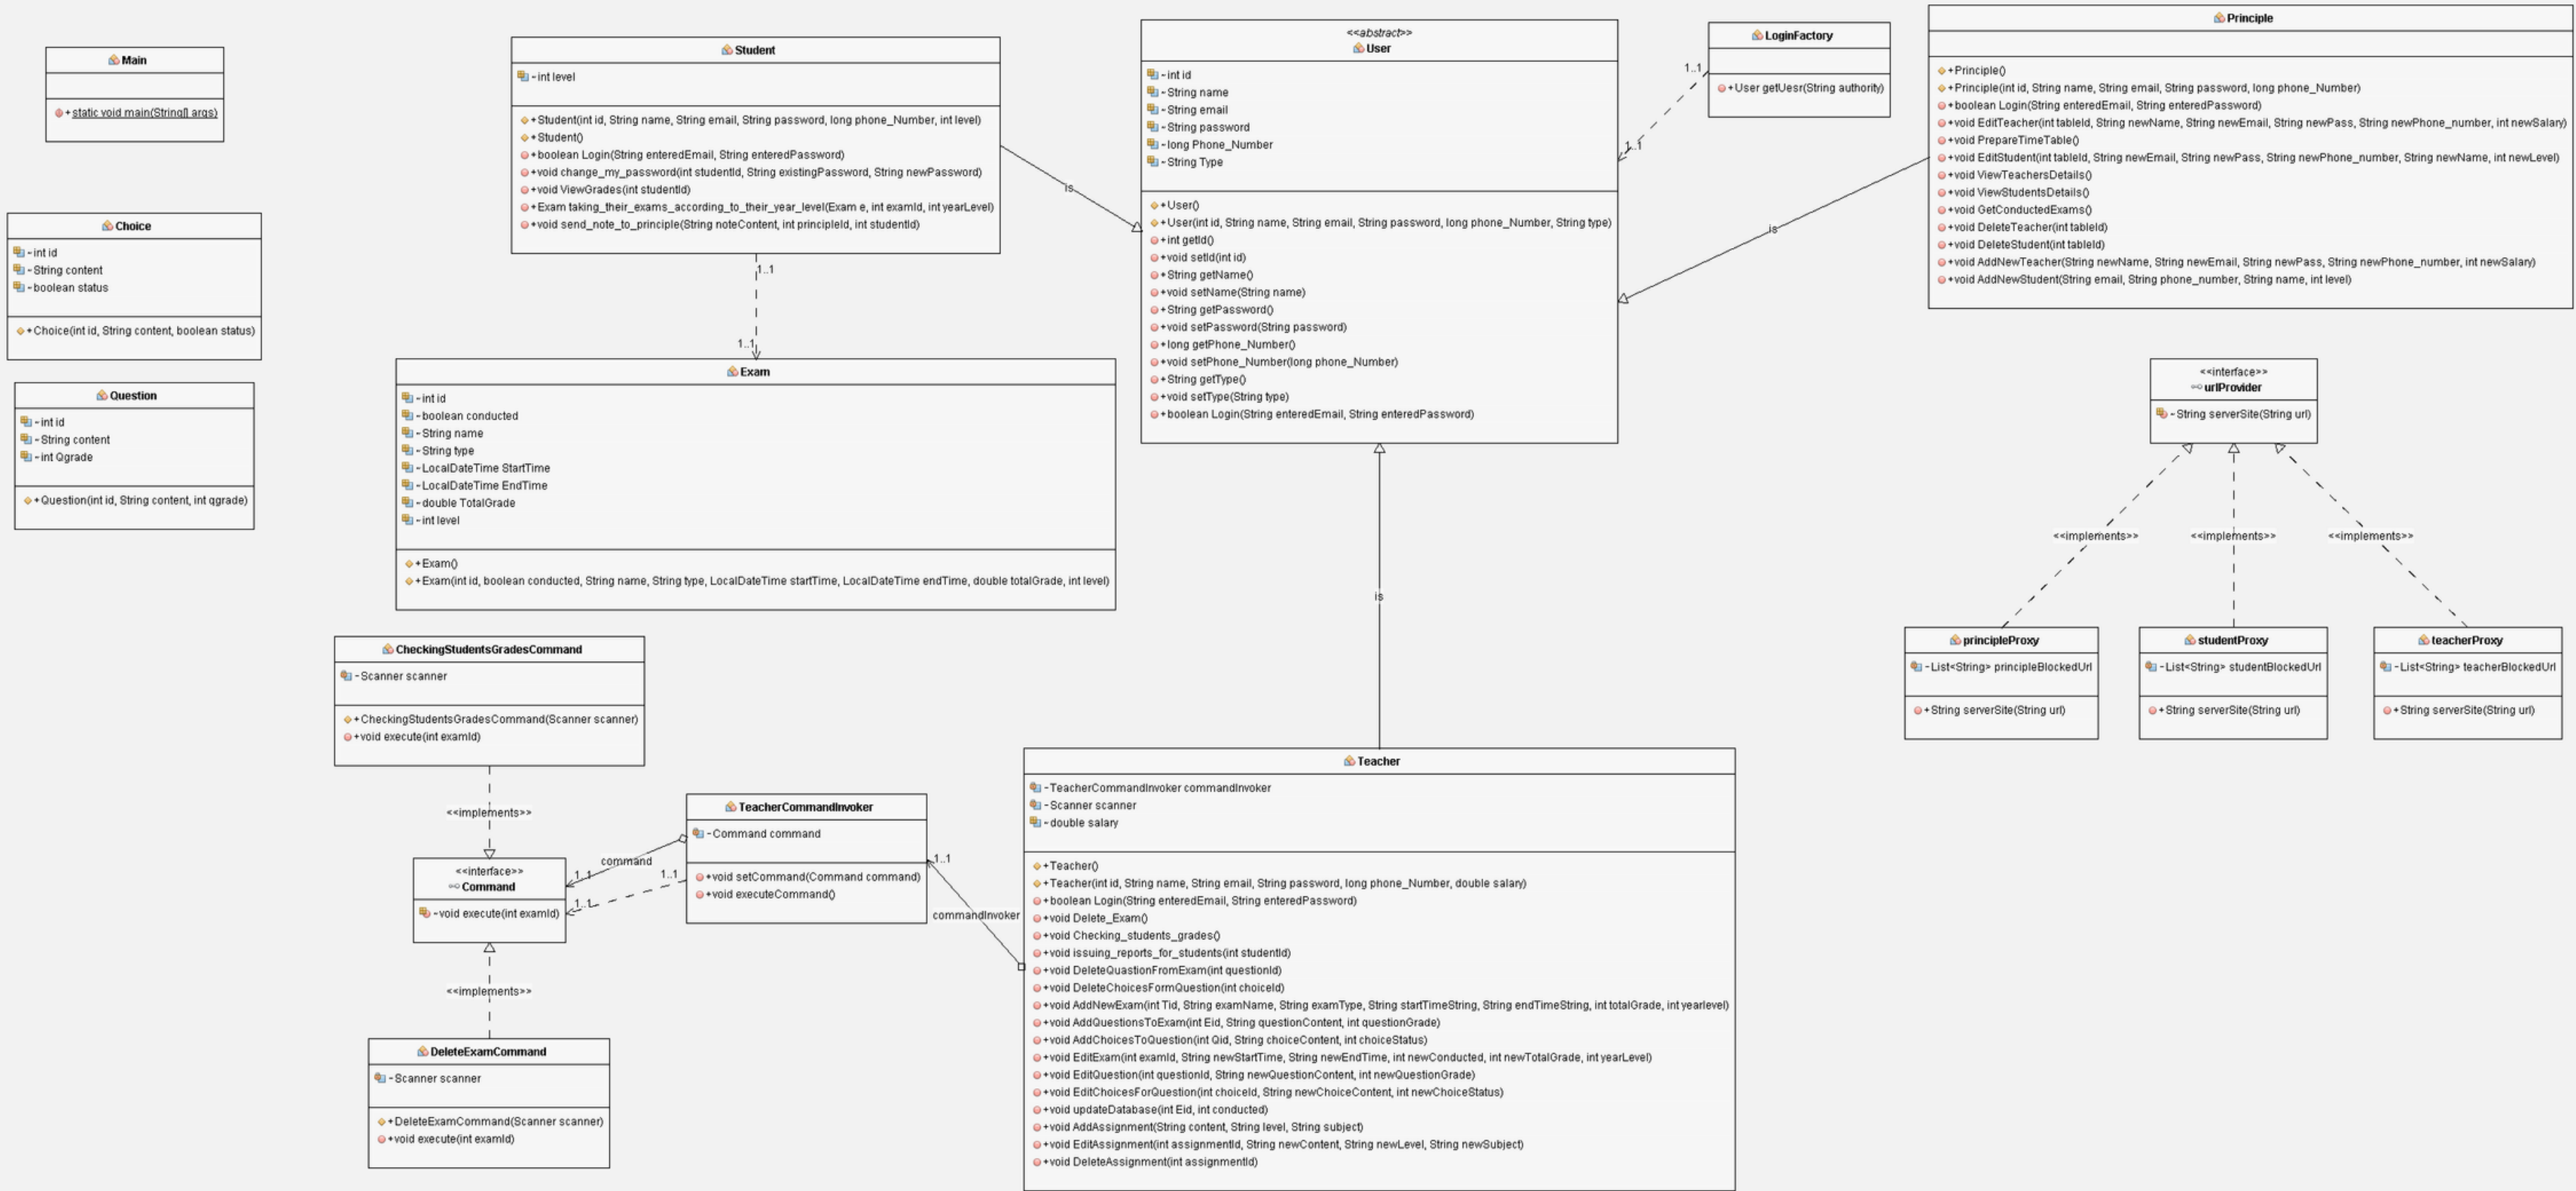 Main
+ static void main(String[] args)
Choice
- int id
- String content
- boolean status
+ Choice(int id, String content, boolean status)
Question
- int id
- String content
- int Qgrade
+ Question(int id, String content, int qgrade)
Student
- int level
+ Student(int id, String name, String email, String password, long phone_Number, int level)
+ Student()
+ boolean Login(String enteredEmail, String enteredPassword)
+ void change_my_password(int studentId, String existingPassword, String newPassword)
+ void ViewGrades(int studentId)
+ Exam taking_their_exams_according_to_their_year_level(Exam e, int examId, int yearLevel)
+ void send_note_to_principle(String noteContent, int principleId, int studentId)
is
1..1
1..1
Exam
- int id
- boolean conducted
- String name
- String type
- LocalDateTime StartTime
- LocalDateTime EndTime
- double TotalGrade
- int level
+ Exam()
+ Exam(int id, boolean conducted, String name, String type, LocalDateTime startTime, LocalDateTime endTime, double totalGrade, int level)
<<abstract>>
User
- int id
- String name
- String email
- String password
- long Phone_Number
- String Type
+ User()
+ User(int id, String name, String email, String password, long phone_Number, String type)
+ int getId()
+ void setId(int id)
+ String getName()
+ void setName(String name)
+ String getPassword()
+ void setPassword(String password)
+ long getPhone_Number()
+ void setPhone_Number(long phone_Number)
+ String getType()
+ void setType(String type)
+ boolean Login(String enteredEmail, String enteredPassword)
LoginFactory
+ User getUesr(String authority)
1..1
1..1
is
Principle
+ Principle()
+ Principle(int id, String name, String email, String password, long phone_Number)
+ boolean Login(String enteredEmail, String enteredPassword)
+ void EditTeacher(int tableId, String newName, String newEmail, String newPass, String newPhone_number, int newSalary)
+ void PrepareTimeTable()
+ void EditStudent(int tableId, String newEmail, String newPass, String newPhone_number, String newName, int newLevel)
+ void ViewTeachersDetails()
+ void ViewStudentsDetails()
+ void GetConductedExams()
+ void DeleteTeacher(int tableId)
+ void DeleteStudent(int tableId)
+ void AddNewTeacher(String newName, String newEmail, String newPass, String newPhone_number, int newSalary)
+ void AddNewStudent(String email, String phone_number, String name, int level)
<<interface>>
urlProvider
- String serverSite(String url)
<<implements>>
<<implements>>
<<implements>>
principleProxy
- List<String> principleBlockedUrl
+ String serverSite(String url)
studentProxy
- List<String> studentBlockedUrl
+ String serverSite(String url)
teacherProxy
- List<String> teacherBlockedUrl
+ String serverSite(String url)
is
CheckingStudentsGradesCommand
- Scanner scanner
+ CheckingStudentsGradesCommand(Scanner scanner)
+ void execute(int examId)
<<implements>>
<<interface>>
Command
- void execute(int examId)
command
1..1
1..1
1..1
<<implements>>
DeleteExamCommand
- Scanner scanner
+ DeleteExamCommand(Scanner scanner)
+ void execute(int examId)
TeacherCommandInvoker
- Command command
+ void setCommand(Command command)
+ void executeCommand()
1..1
commandInvoker
Teacher
- TeacherCommandInvoker commandInvoker
- Scanner scanner
- double salary
+ Teacher()
+ Teacher(int id, String name, String email, String password, long phone_Number, double salary)
+ boolean Login(String enteredEmail, String enteredPassword)
+ void Delete_Exam()
+ void Checking_students_grades()
+ void issuing_reports_for_students(int studentId)
+ void DeleteQuastionFromExam(int questionId)
+ void DeleteChoicesFormQuestion(int choiceId)
+ void AddNewExam(int Tid, String examName, String examType, String startTimeString, String endTimeString, int totalGrade, int yearlevel)
+ void AddQuestionsToExam(int Eid, String questionContent, int questionGrade)
+ void AddChoicesToQuestion(int Qid, String choiceContent, int choiceStatus)
+ void EditExam(int examId, String newStartTime, String newEndTime, int newConducted, int newTotalGrade, int yearLevel)
+ void EditQuestion(int questionId, String newQuestionContent, int newQuestionGrade)
+ void EditChoicesForQuestion(int choiceId, String newChoiceContent, int newChoiceStatus)
+ void updateDatabase(int Eid, int conducted)
+ void AddAssignment(String content, String level, String subject)
+ void EditAssignment(int assignmentId, String newContent, String newLevel, String newSubject)
+ void DeleteAssignment(int assignmentId)